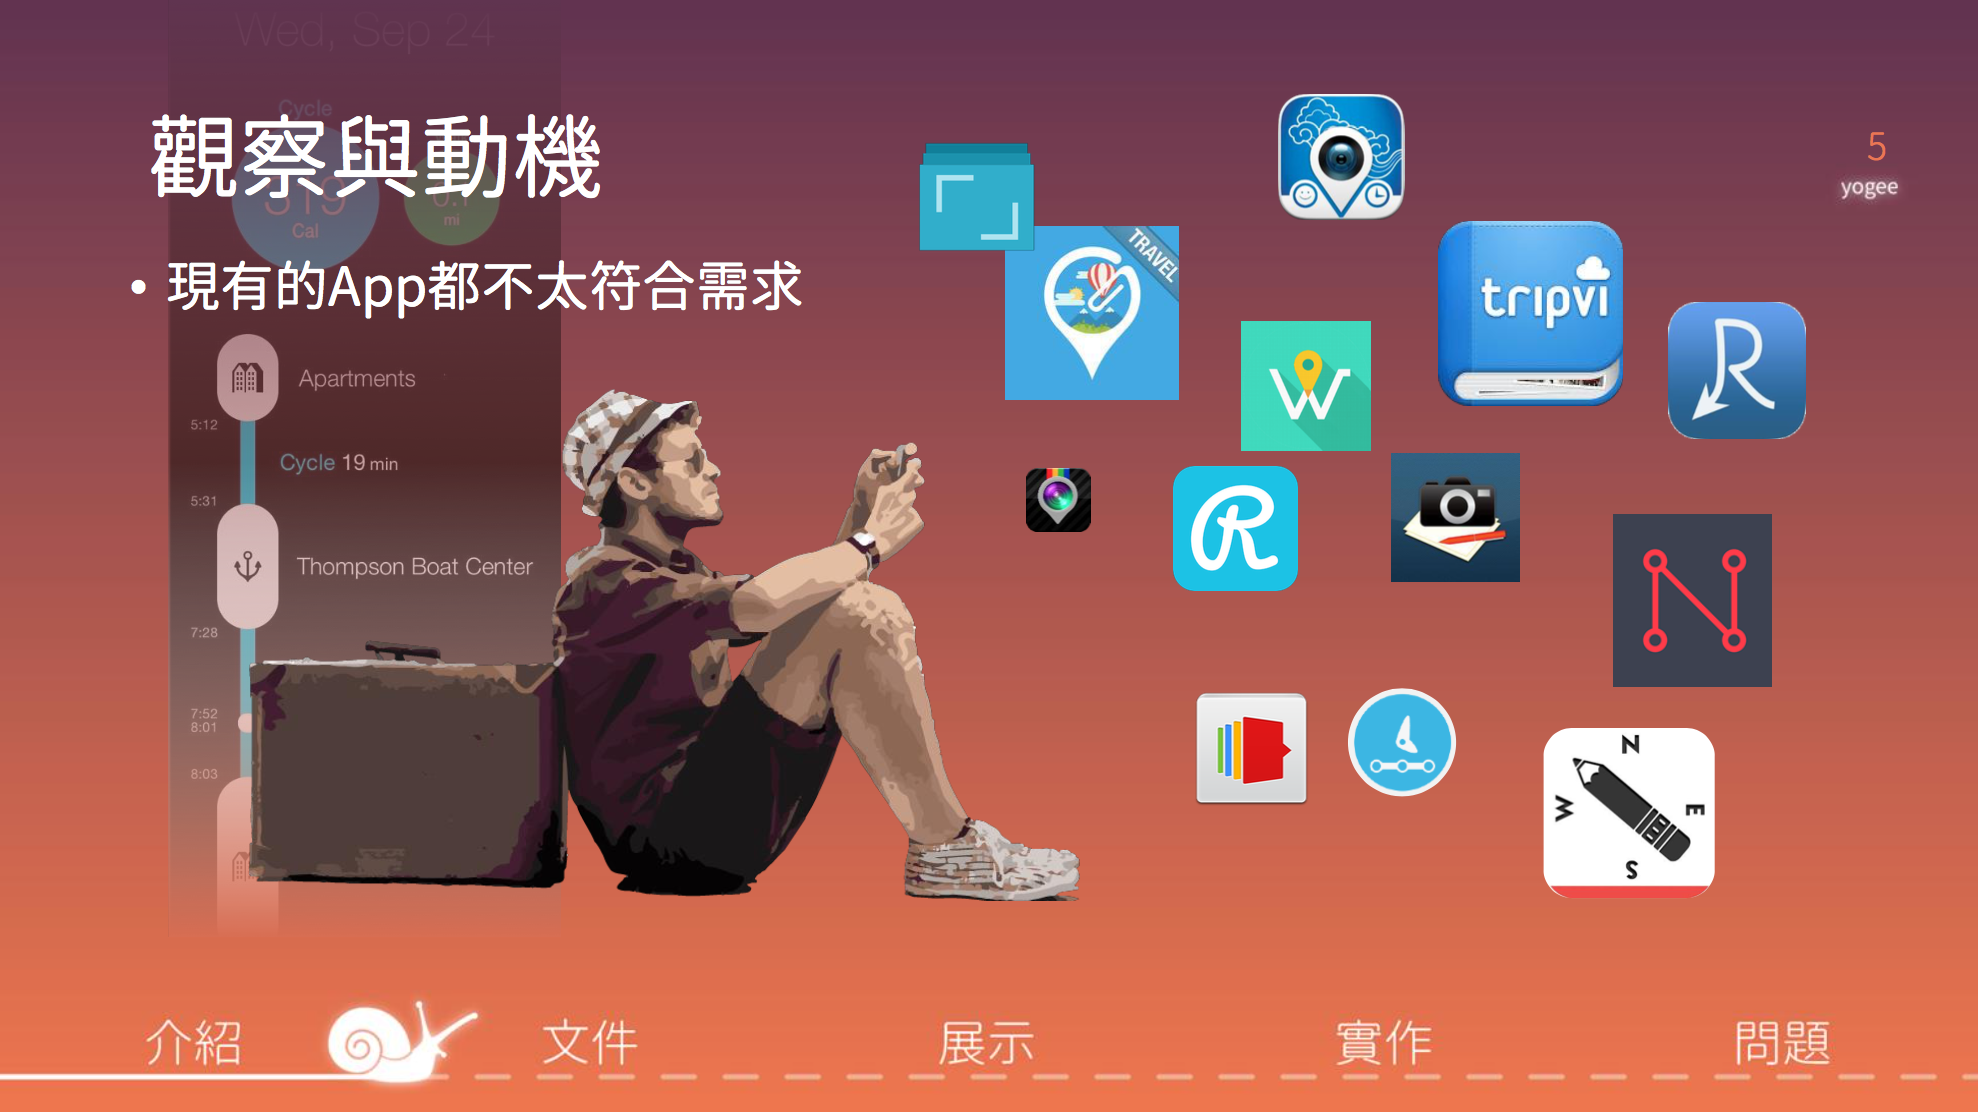 Wed, Sep 24
Cycle
觀察與動機
319
Cal
0.1
mi
5
yogee
• 現有的App都不太符合需求
TRAVEL
tripvi
Apartments
5:12
Cycle 19 min
5:31
Thompson Boat Center
7:28
7:52
8:01
8:03
W
R
R
N
N
W
E
S
介紹
文件
展示
實作
問題